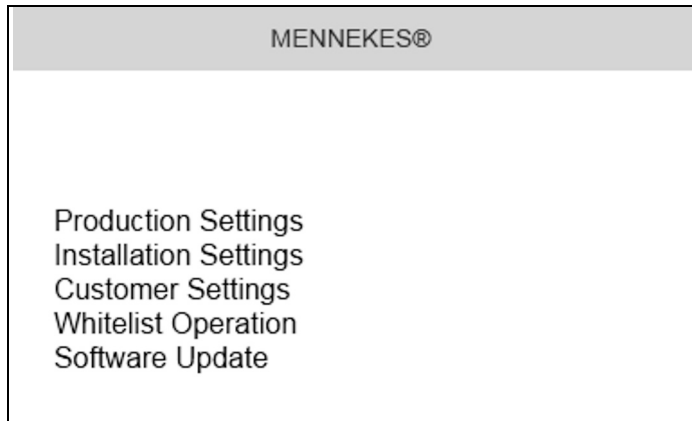 MENNEKES®
Production Settings
Installation Settings
Customer Settings
Whitelist Operation
Software Update